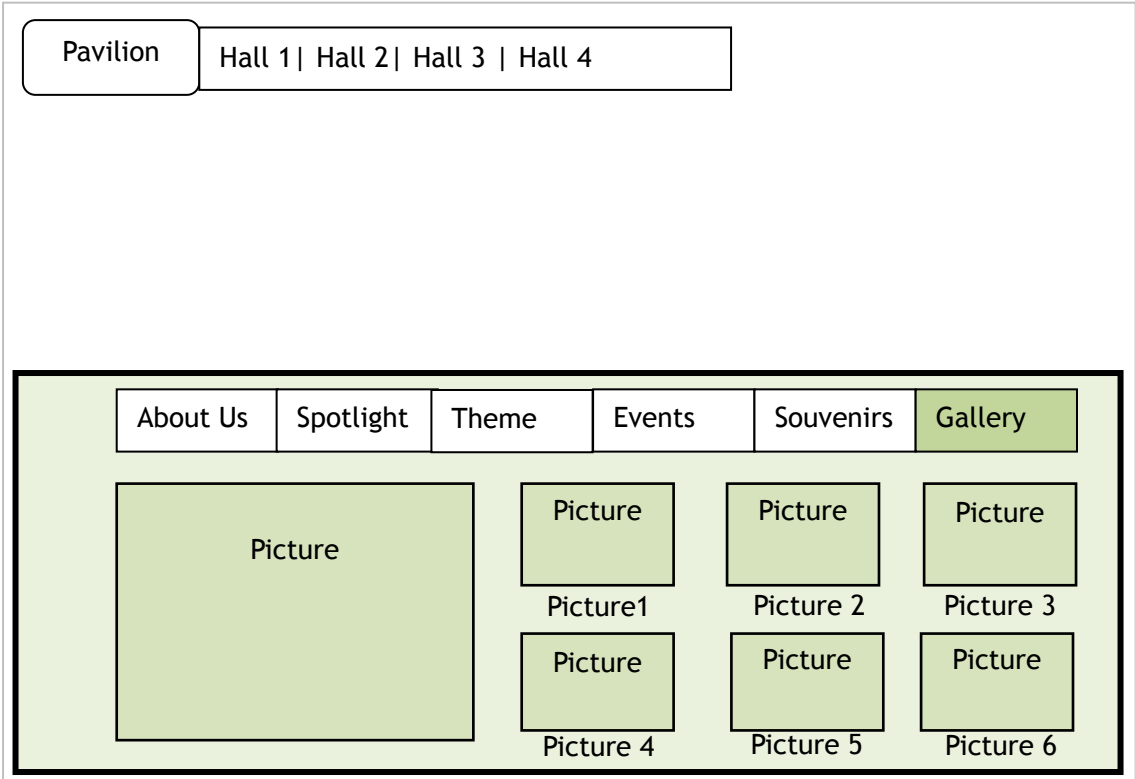 Pavilion
Hall 1| Hall 2| Hall 3 | Hall 4
About Us
Spotlight
Theme
Events
Souvenirs
Gallery
Picture
Picture
Picture
Picture
Picture1
Picture 2
Picture 3
Picture
Picture
Picture
Picture 4
Picture 5
Picture 6